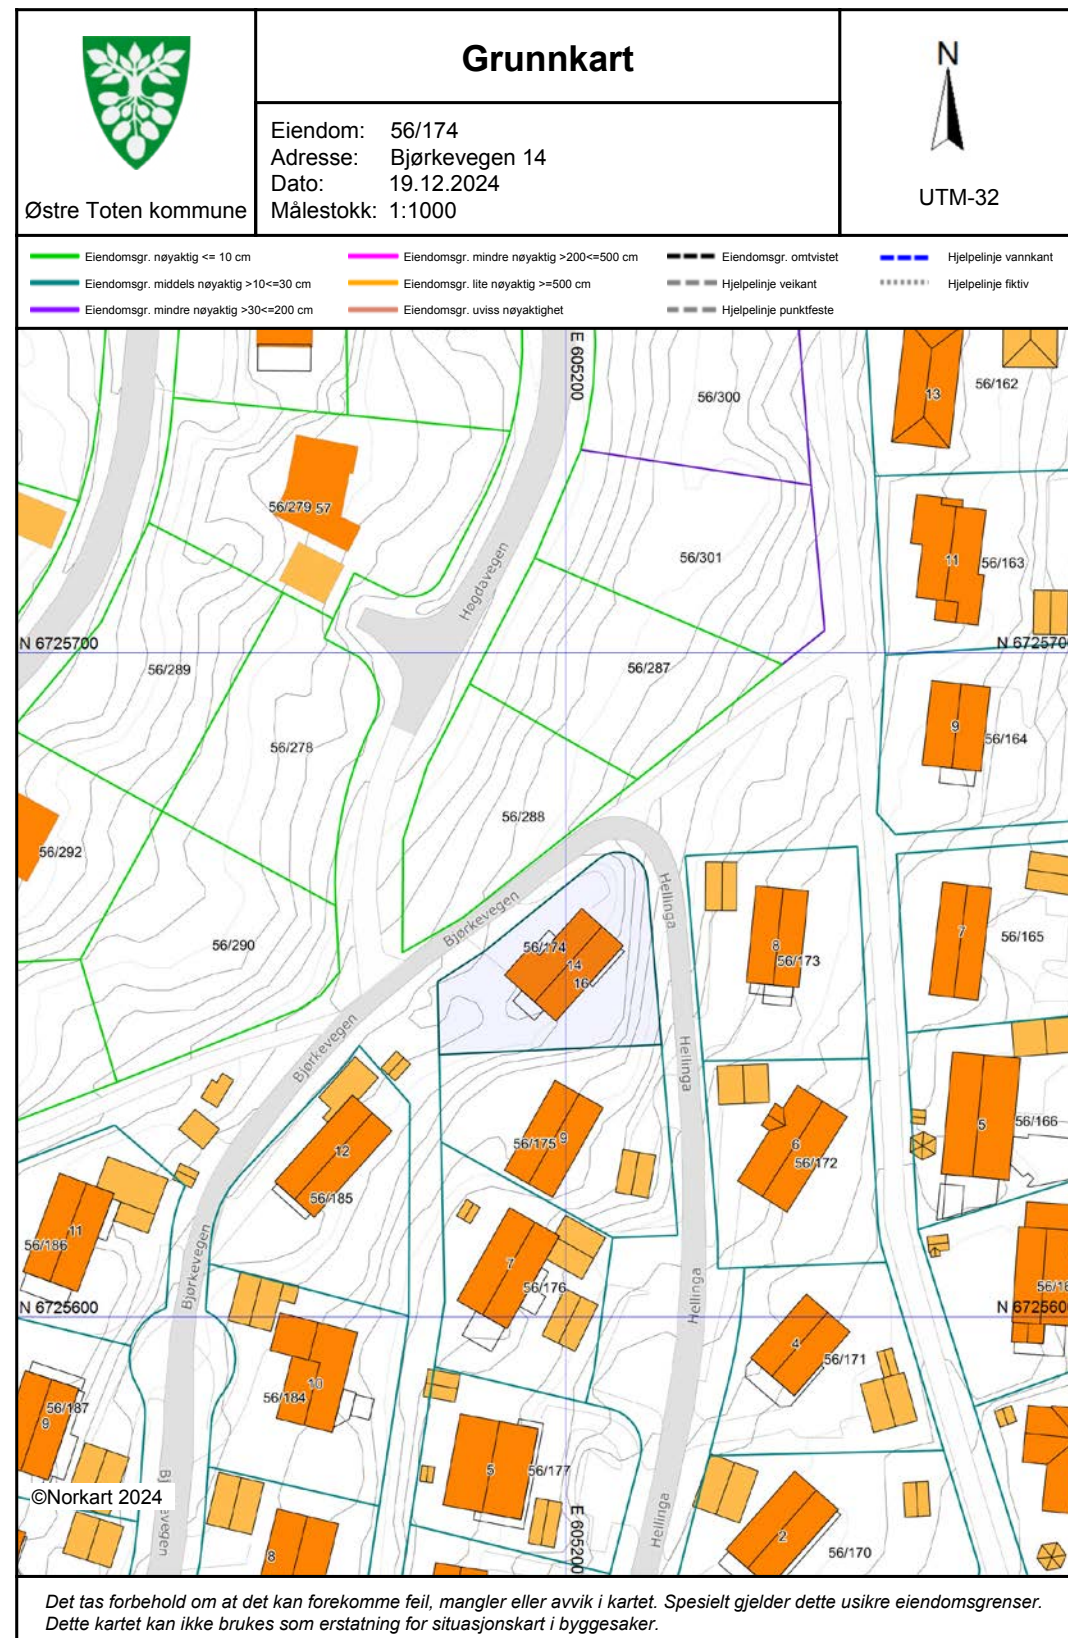 Grunnkart
N
Eiendom: 56/174
Adresse: Bjørkevegen 14
Dato: 19.12.2024
Målestokk: 1:1000
Østre Toten kommune
UTM-32
Eiendomsgr. nøyaktig <= 10 cm
Eiendomsgr. mindre nøyaktig >200<=500 cm
Eiendomsgr. omtvistet
Hjelpelinje vannkant
Eiendomsgr. middels nøyaktig >10<=30 cm
Eiendomsgr. lite nøyaktig >=500 cm
Hjelpelinje veikant
Hjelpelinje fiktiv
Eiendomsgr. mindre nøyaktig >30<=200 cm
Eiendomsgr. uviss nøyaktighet
Hjelpelinje punktfeste
E 605200
56/300
13
56/162
56/279 57
56/301
11
56/163
Høgdavegen
N 6725700
N 672570
56/289
56/287
56/278
9
56/164
56/288
56/292
Hellinga
Bjørkevegen
56/290
56/174
14
16
8
56/173
7
56/165
Bjørkevegen
Hellinga
12
56/185
56/175 9
6
56/172
5
56/166
11
56/186
Bjørkevegen
7
56/176
Hellinga
56/16
N 6725600
N 6725600
4
56/171
56/187
9
56/184 10
5
56/177
©Norkart 2024
E 605200
Hellinga
8
2
56/170
Det tas forbehold om at det kan forekomme feil, mangler eller avvik i kartet. Spesielt gjelder dette usikre eiendomsgrenser.
Dette kartet kan ikke brukes som erstatning for situasjonskart i byggesaker.